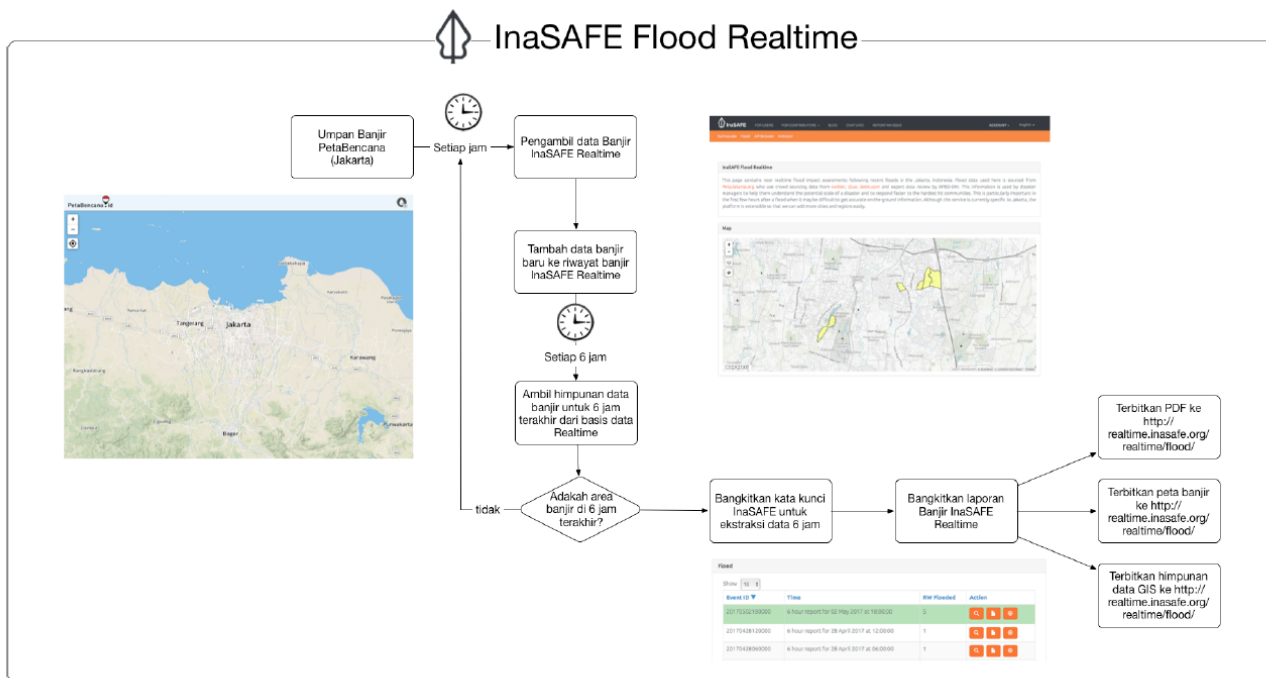 InaSAFE Flood Realtime
Umpan Banjir
PetaBencana
(Jakarta)
Setiap jam
Pengambil data Banjir
InaSAFE Realtime
Tambah data banjir
baru ke riwayat banjir
InaSAFE Realtime
Setiap 6 jam
Ambil himpunan data
banjir untuk 6 jam
terakhir dari basis data
Realtime
Adakah area
banjir di 6 jam
terakhir?
tidak
Bangkitkan kata kunci
InaSAFE untuk
ekstraksi data 6 jam
Bangkitkan laporan
Banjir InaSAFE
Realtime
Terbitkan PDF ke
http://
realtime.inasafe.org/
realtime/flood/
Terbitkan peta banjir
ke http://
realtime.inasafe.org/
realtime/flood/
Terbitkan himpunan
data GIS ke http://
realtime.inasafe.org/
realtime/flood/
PetaBencana.id
Tangerang
Jakarta
Karawang
Bogor
Purwakarta
InaSAFE
InaSAFE Flood Realtime
Map
Flood
Show 10
Event ID Time RW Flooded Action
20170502180000 6 hour report for 02 May 2017 at 18:00:00 5
20170428120000 6 hour report for 28 April 2017 at 12:00:00 1
20170428060000 6 hour report for 28 April 2017 at 06:00:00 1